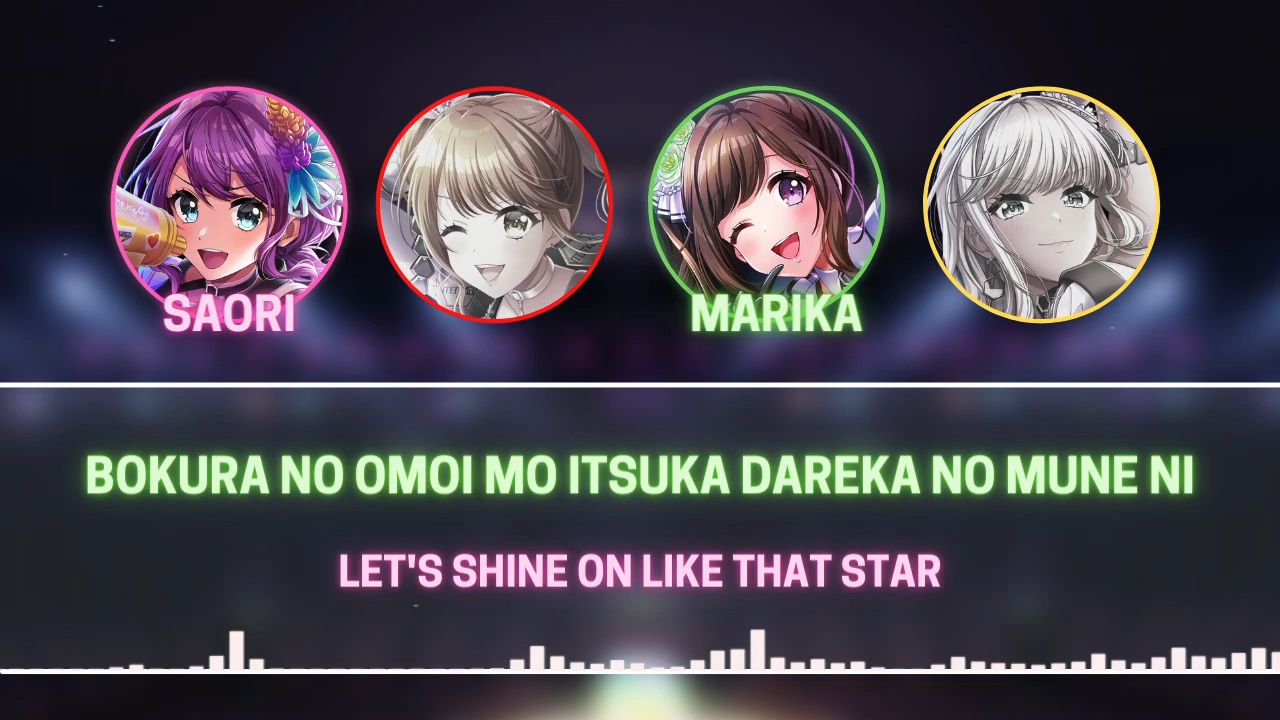 SAORI
MARIKA
BOKURA NO OMOI MO ITSUKA DAREKA NO MUNE NI
LET'S SHINE ON LIKE THAT STAR